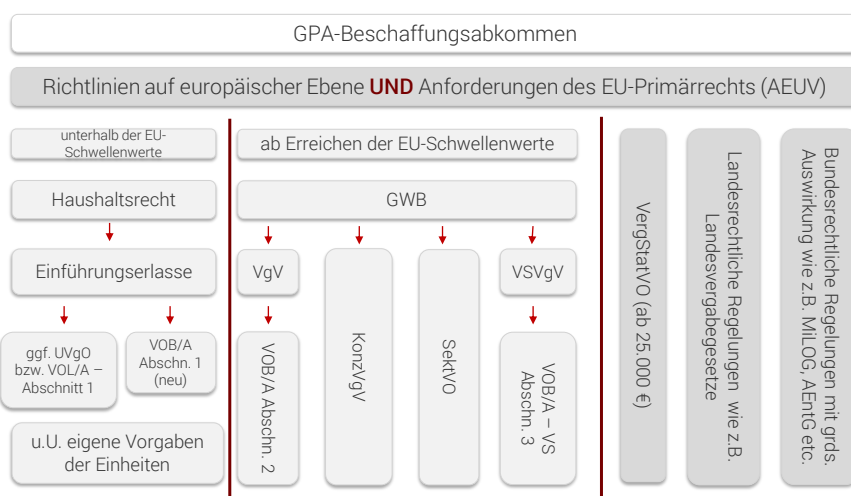 GPA-Beschaffungsabkommen
Richtlinien auf europäischer Ebene UND Anforderungen des EU-Primärrechts (AEUV)
unterhalb der EU-
Schwellenwerte
Haushaltsrecht
Einführungserlasse
ggf. UVgO
bzw. VOL/A –
Abschnitt 1
VOB/A
Abschn. 1
(neu)
u.U. eigene Vorgaben
der Einheiten
ab Erreichen der EU-Schwellenwerte
GWB
VgV
VOB/A Abschn. 2
KonzVgV
SektVO
VSVgV
VOB/A – VS
Abschn. 3
VergStatVO (ab 25.000 €)
Landesrechtliche Regelungen wie z.B.
Landesvergabegesetze
Bundesrechtliche Regelungen mit grds.
Auswirkung wie z.B. MiLOG, AEntG etc.